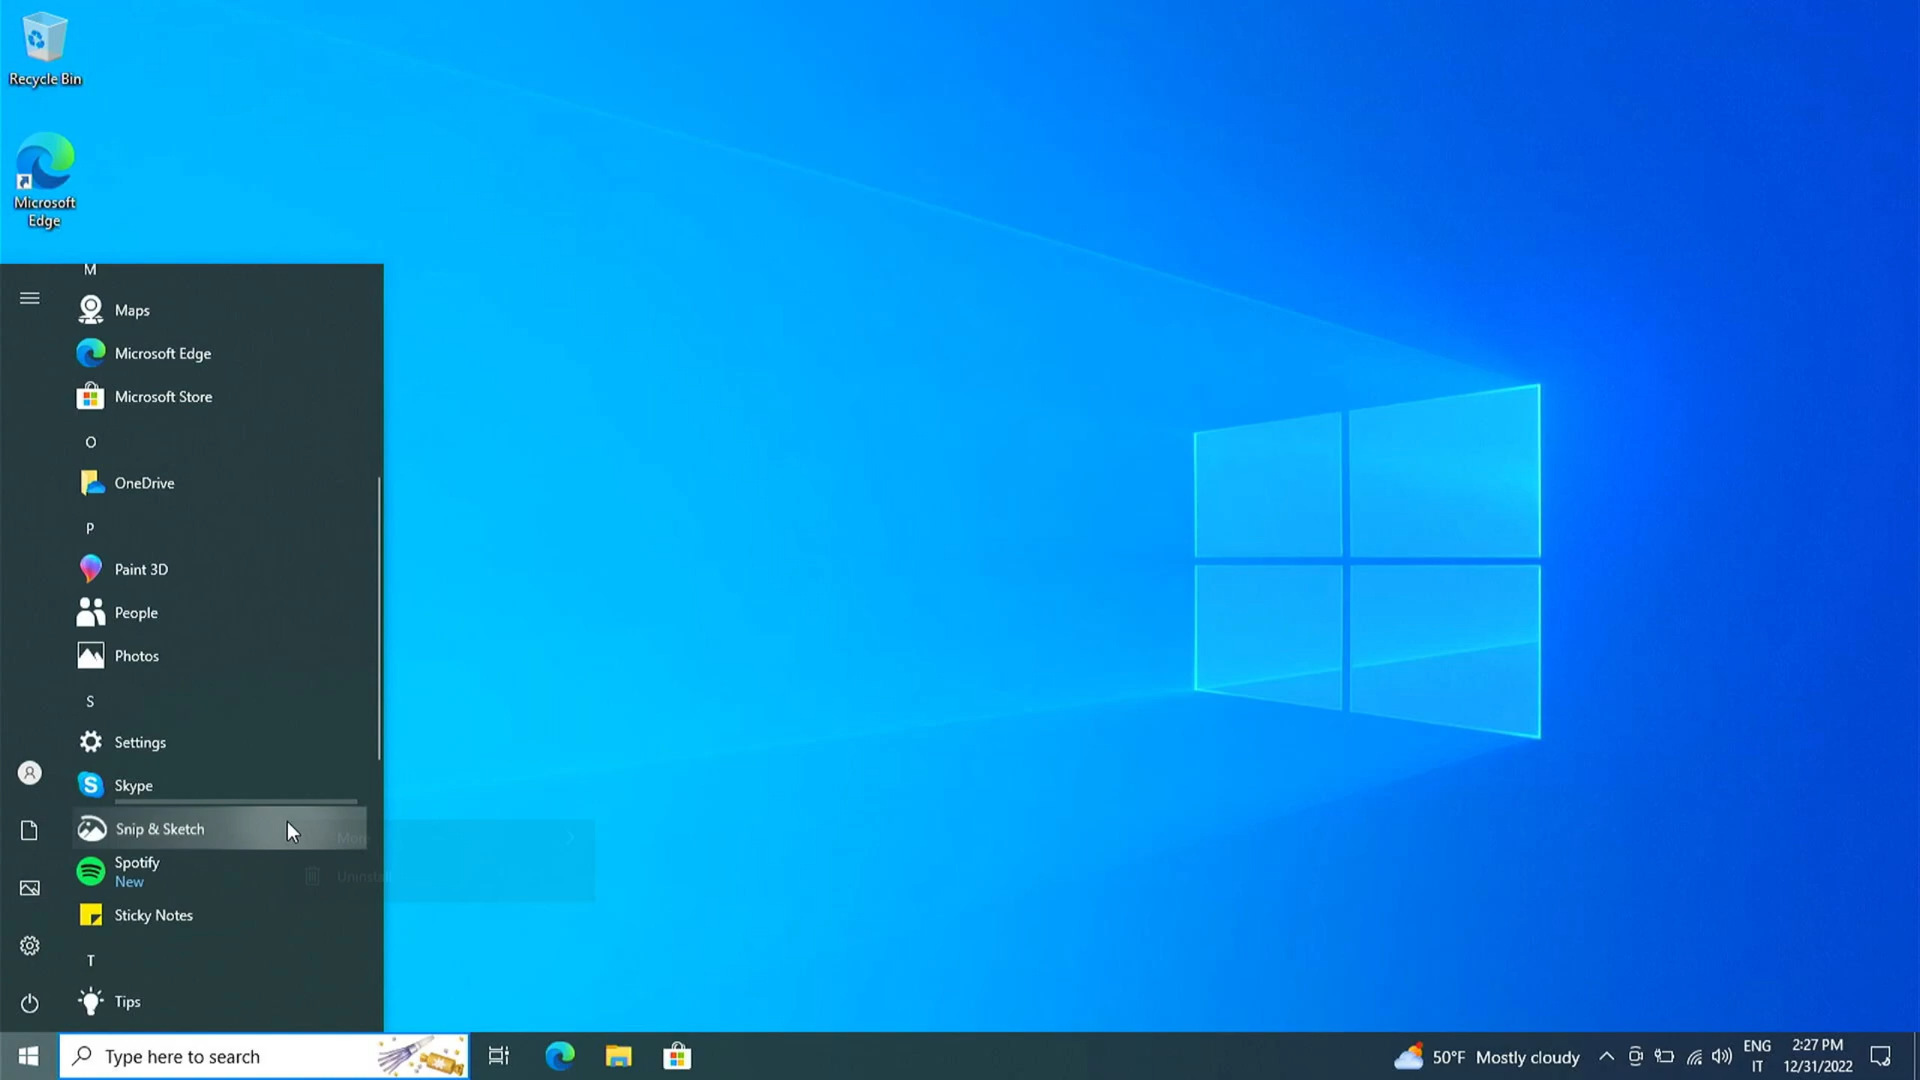 Recycle Bin
Microsoft
Edge
M
Maps
Microsoft Edge
Microsoft Store
O
OneDrive
P
Paint 3D
People
Photos
S
Settings
Skype
Snip & Sketch
More
Uninstall
Spotify
New
Sticky Notes
T
Tips
Type here to search
50°F Mostly cloudy
ENG
IT
2:27 PM
12/31/2022